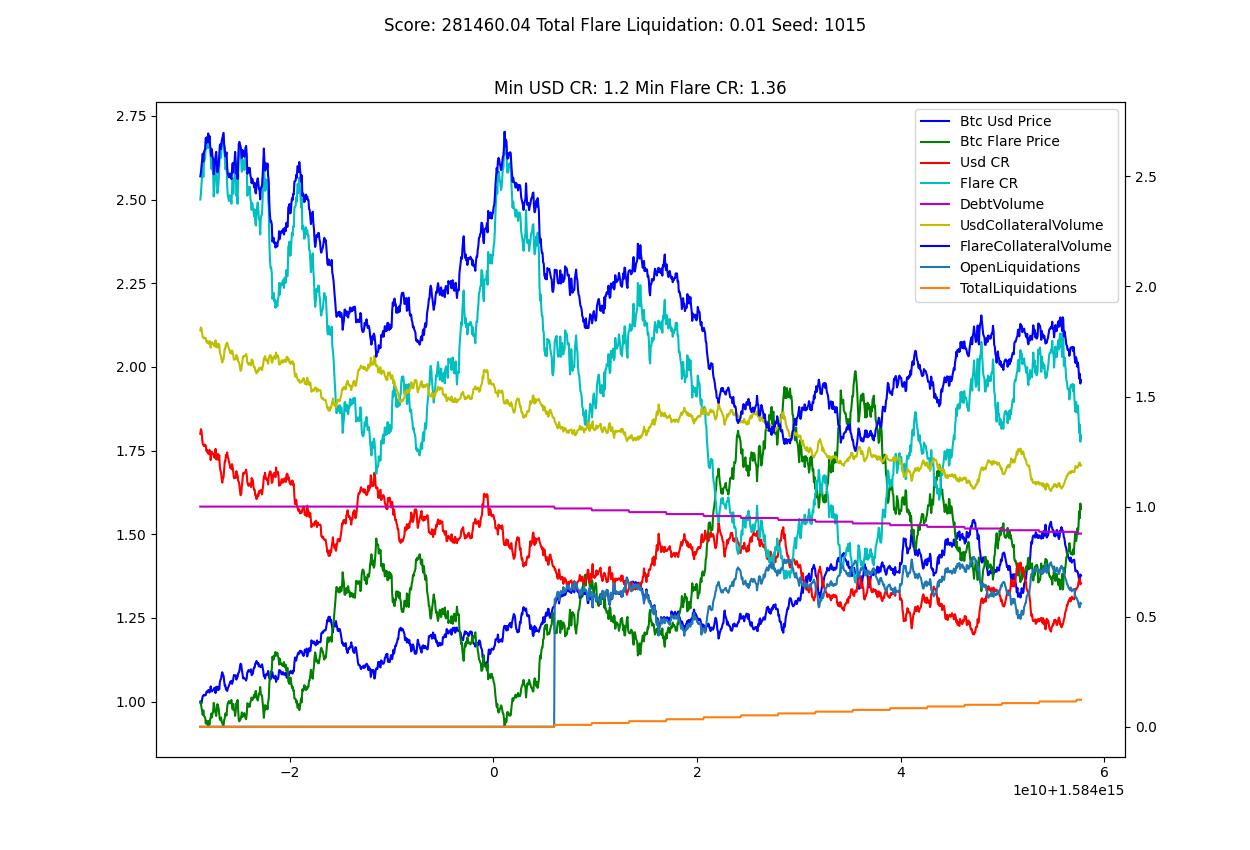 Score: 281460.04 Total Flare Liquidation: 0.01 Seed: 1015
Min USD CR: 1.2 Min Flare CR: 1.36
2.75
2.50
2.25
2.00
1.75
1.50
1.25
1.00
Btc Usd Price
Btc Flare Price
Usd CR
Flare CR
DebtVolume
UsdCollateralVolume
FlareCollateralVolume
OpenLiquidations
TotalLiquidations
2.5
2.0
1.5
1.0
0.5
0.0
−2 0 2 4 6
1e10+1.584e15